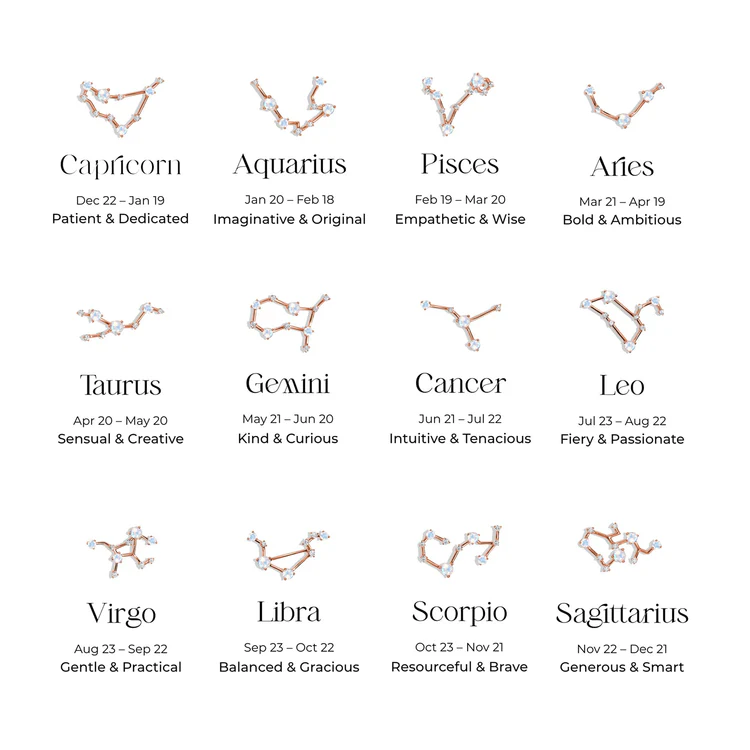 Capricorn
Dec 22 – Jan 19
Patient & Dedicated
Aquarius
Jan 20 – Feb 18
Imaginative & Original
Pisces
Feb 19 – Mar 20
Empathetic & Wise
Aries
Mar 21 – Apr 19
Bold & Ambitious
Taurus
Apr 20 – May 20
Sensual & Creative
Gemini
May 21 – Jun 20
Kind & Curious
Cancer
Jun 21 – Jul 22
Intuitive & Tenacious
Leo
Jul 23 – Aug 22
Fiery & Passionate
Virgo
Aug 23 – Sep 22
Gentle & Practical
Libra
Sep 23 – Oct 22
Balanced & Gracious
Scorpio
Oct 23 – Nov 21
Resourceful & Brave
Sagittarius
Nov 22 – Dec 21
Generous & Smart